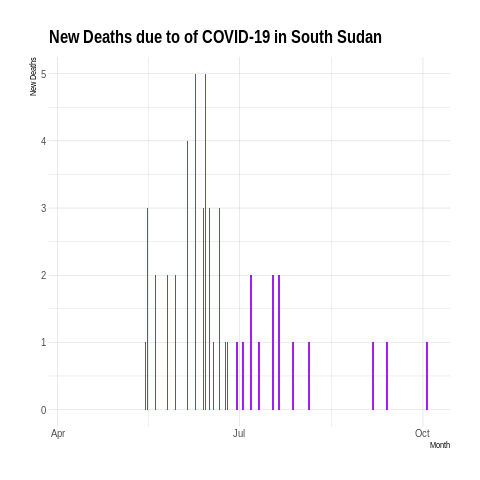 New Deaths due to of COVID-19 in South Sudan
New Deaths
5
4
3
2
1
0
Apr
Jul
Oct
Month